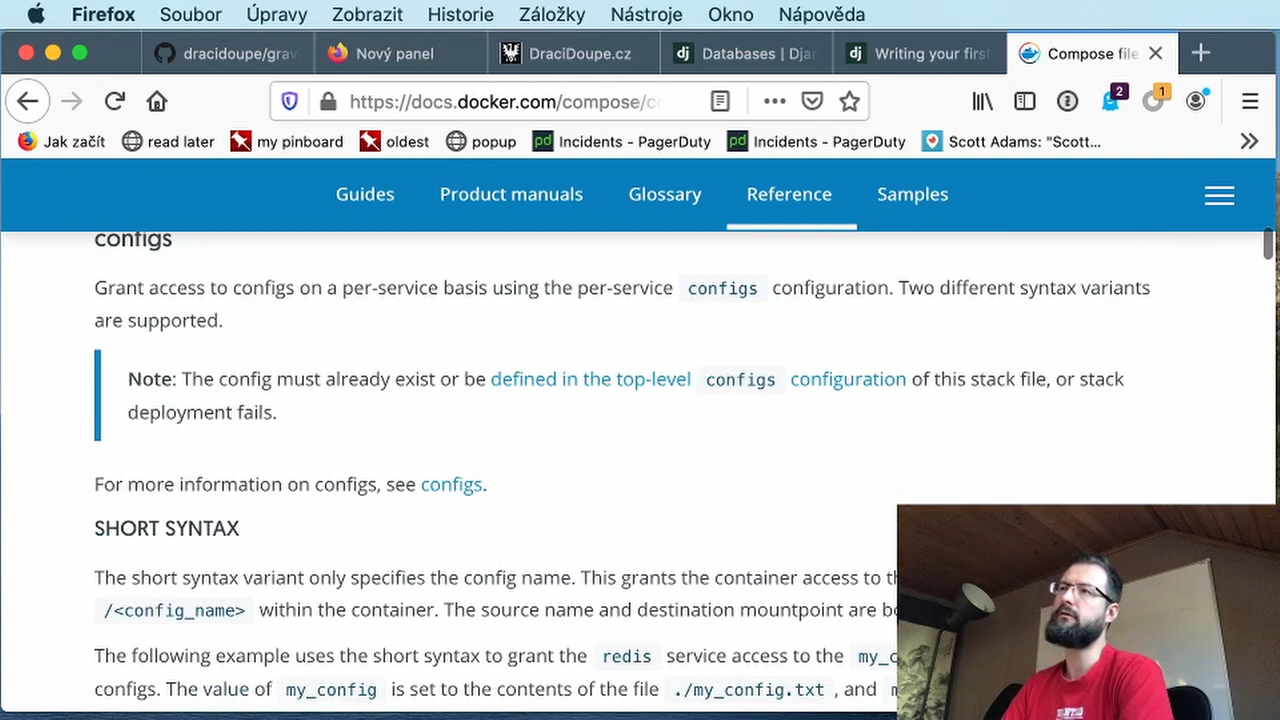 Firefox Soubor Úpravy Zobrazit Historie Záložky Nástroje Okno Nápověda
dracidoupe/grav Nový panel DraciDoupe.cz Databases | Djan Writing your first Compose file
https://docs.docker.com/compose/c
2 1
Jak začít read later my pinboard oldest popup Incidents - PagerDuty Incidents - PagerDuty Scott Adams: "Scott...
Guides Product manuals Glossary Reference Samples
configs
Grant access to configs on a per-service basis using the per-service configs configuration. Two different syntax variants
are supported.
Note: The config must already exist or be defined in the top-level configs configuration of this stack file, or stack
deployment fails.
For more information on configs, see configs.
SHORT SYNTAX
The short syntax variant only specifies the config name. This grants the container access to th
/<config_name> within the container. The source name and destination mountpoint are bo
The following example uses the short syntax to grant the redis service access to the my_c
configs. The value of my_config is set to the contents of the file ./my_config.txt , and